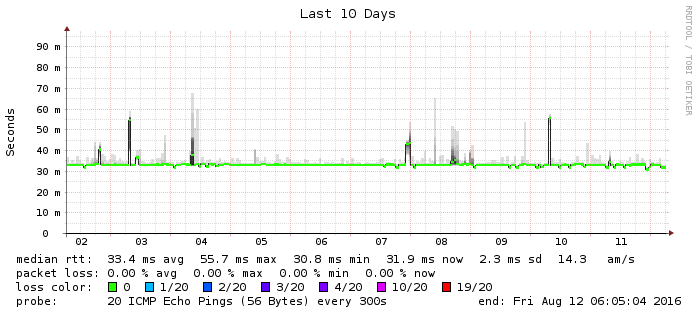 Last 10 Days
RRDTOOL / TOBI OETIKER
Seconds
90 m
80 m
70 m
60 m
50 m
40 m
30 m
20 m
10 m
0
02 03 04 05 06 07 08 09 10 11
median rtt: 33.4 ms avg 55.7 ms max 30.8 ms min 31.9 ms now 2.3 ms sd 14.3 am/s
packet loss: 0.00 % avg 0.00 % max 0.00 % min 0.00 % now
loss color: 0 1/20 2/20 3/20 4/20 10/20 19/20
probe: 20 ICMP Echo Pings (56 Bytes) every 300s end: Fri Aug 12 06:05:04 2016